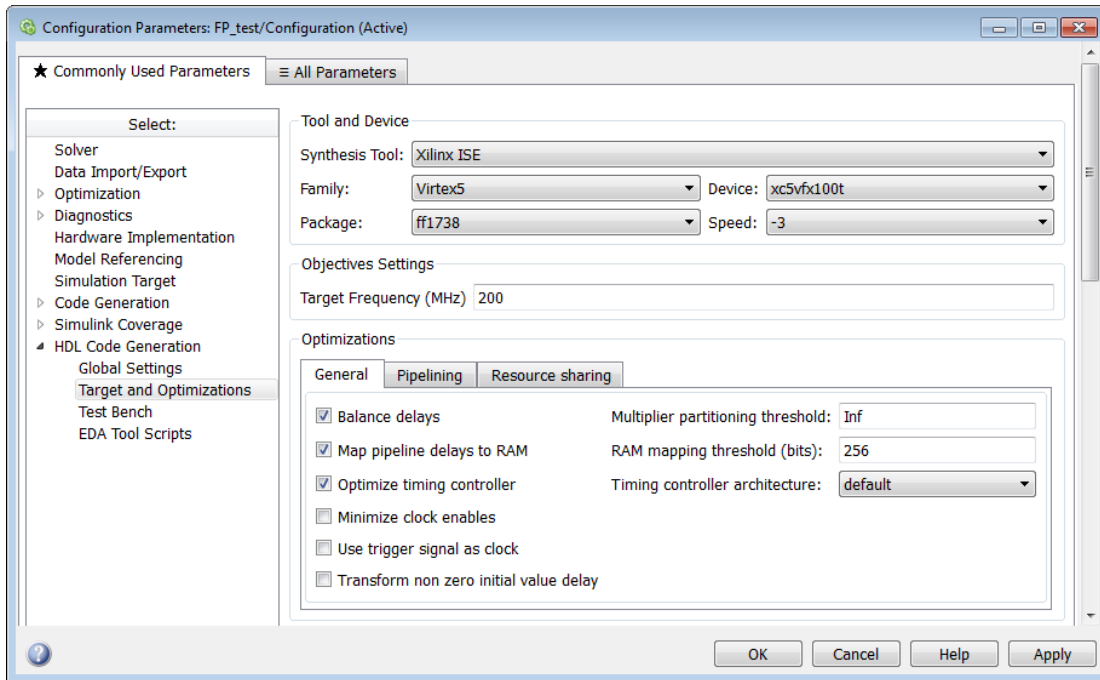 Configuration Parameters: FP_test/Configuration (Active)
★ Commonly Used Parameters
≡ All Parameters
Select:
Solver
Data Import/Export
Optimization
Diagnostics
Hardware Implementation
Model Referencing
Simulation Target
Code Generation
Simulink Coverage
HDL Code Generation
Global Settings
Target and Optimizations
Test Bench
EDA Tool Scripts
Tool and Device
Synthesis Tool: Xilinx ISE
Family: Virtex5 Device: xc5vfx100t
Package: ff1738 Speed: -3
Objectives Settings
Target Frequency (MHz) 200
Optimizations
General Pipelining Resource sharing
Balance delays Multiplier partitioning threshold: Inf
Map pipeline delays to RAM RAM mapping threshold (bits): 256
Optimize timing controller Timing controller architecture: default
Minimize clock enables
Use trigger signal as clock
Transform non zero initial value delay
? OK Cancel Help Apply